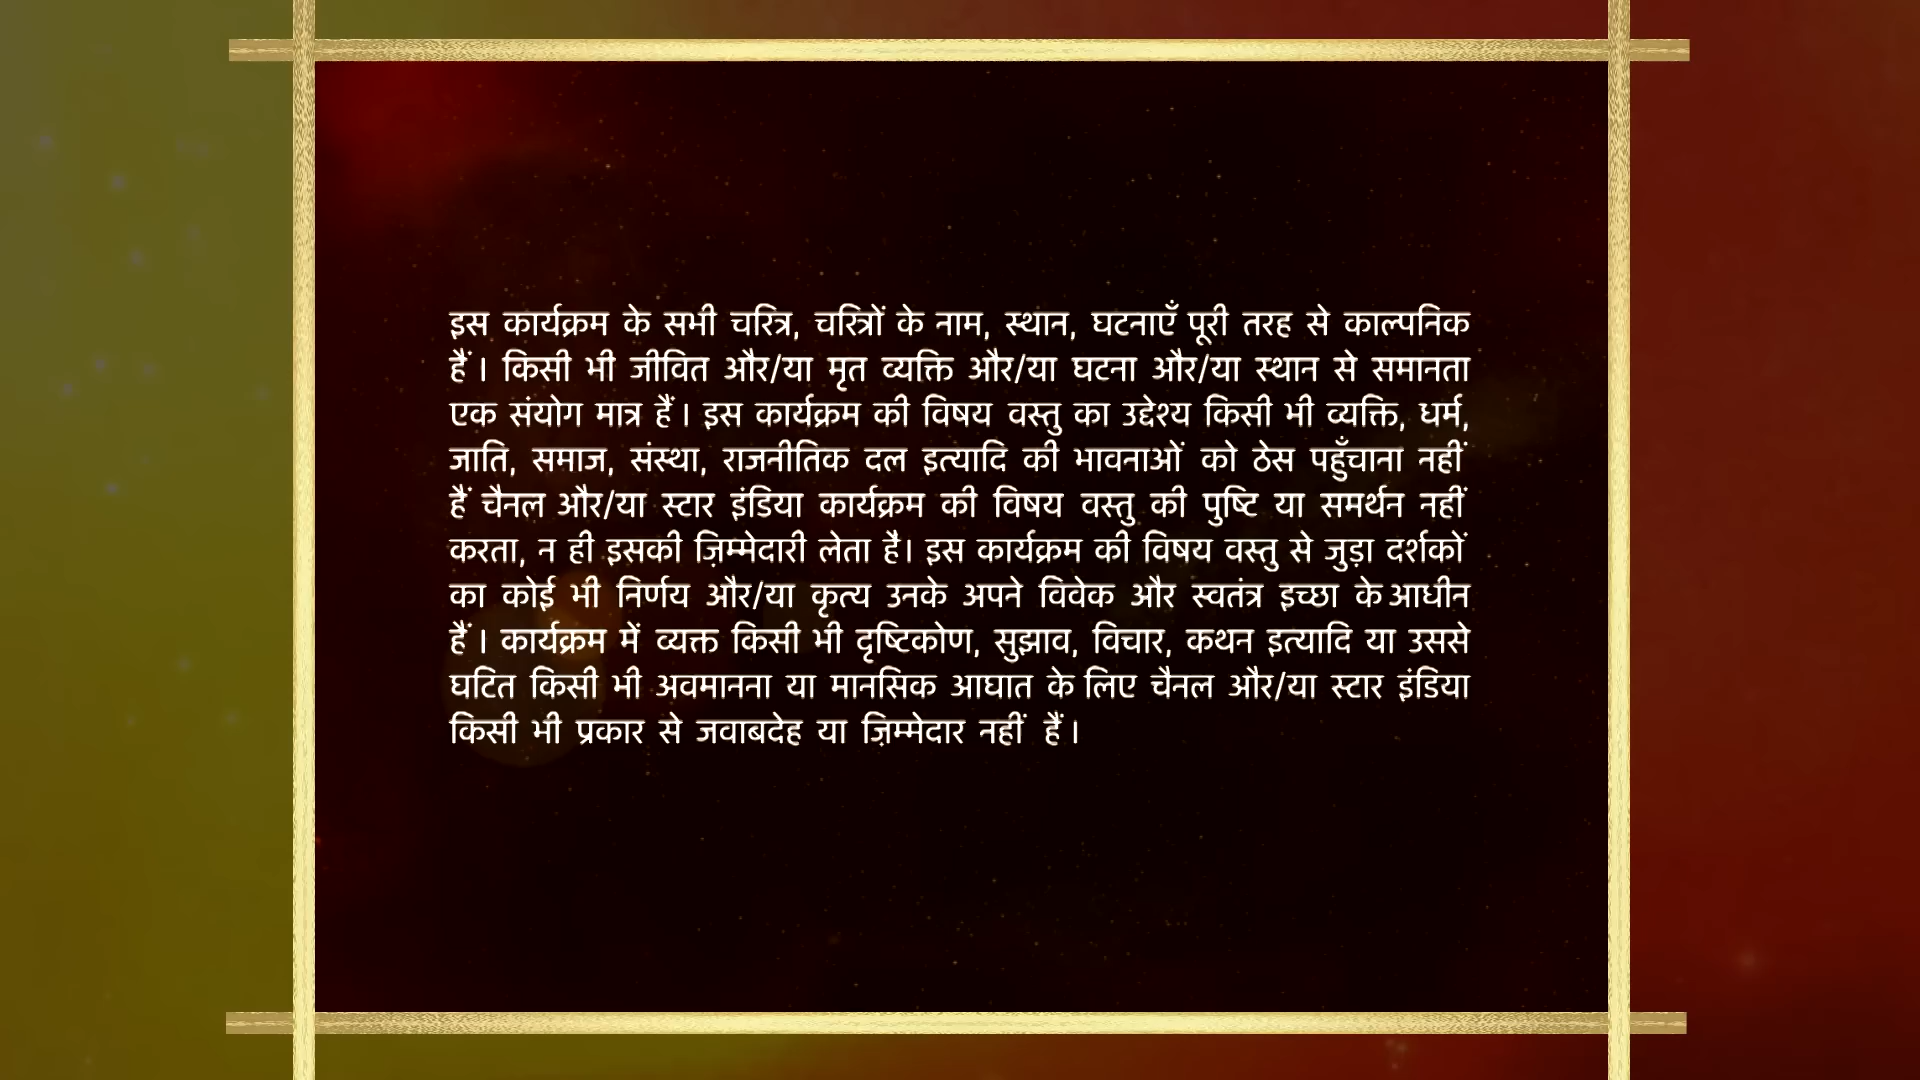 इस कार्यक्रम के सभी चरित्र, चरित्रों के नाम, स्थान, घटनाएँ पूरी तरह से काल्पनिक
हैं । किसी भी जीवित और/या मृत व्यक्ति और/या घटना और/या स्थान से समानता
एक संयोग मात्र हैं । इस कार्यक्रम की विषय वस्तु का उद्देश्य किसी भी व्यक्ति, धर्म,
जाति, समाज, संस्था, राजनीतिक दल इत्यादि की भावनाओं को ठेस पहुँचाना नहीं
हैं चैनल और/या स्टार इंडिया कार्यक्रम की विषय वस्तु की पुष्टि या समर्थन नहीं
करता, न ही इसकी ज़िम्मेदारी लेता है। इस कार्यक्रम की विषय वस्तु से जुड़ा दर्शकों
का कोई भी निर्णय और/या कृत्य उनके अपने विवेक और स्वतंत्र इच्छा के आधीन
हैं । कार्यक्रम में व्यक्त किसी भी दृष्टिकोण, सुझाव, विचार, कथन इत्यादि या उससे
घटित किसी भी अवमानना या मानसिक आघात के लिए चैनल और/या स्टार इंडिया
किसी भी प्रकार से जवाबदेह या ज़िम्मेदार नहीं हैं ।